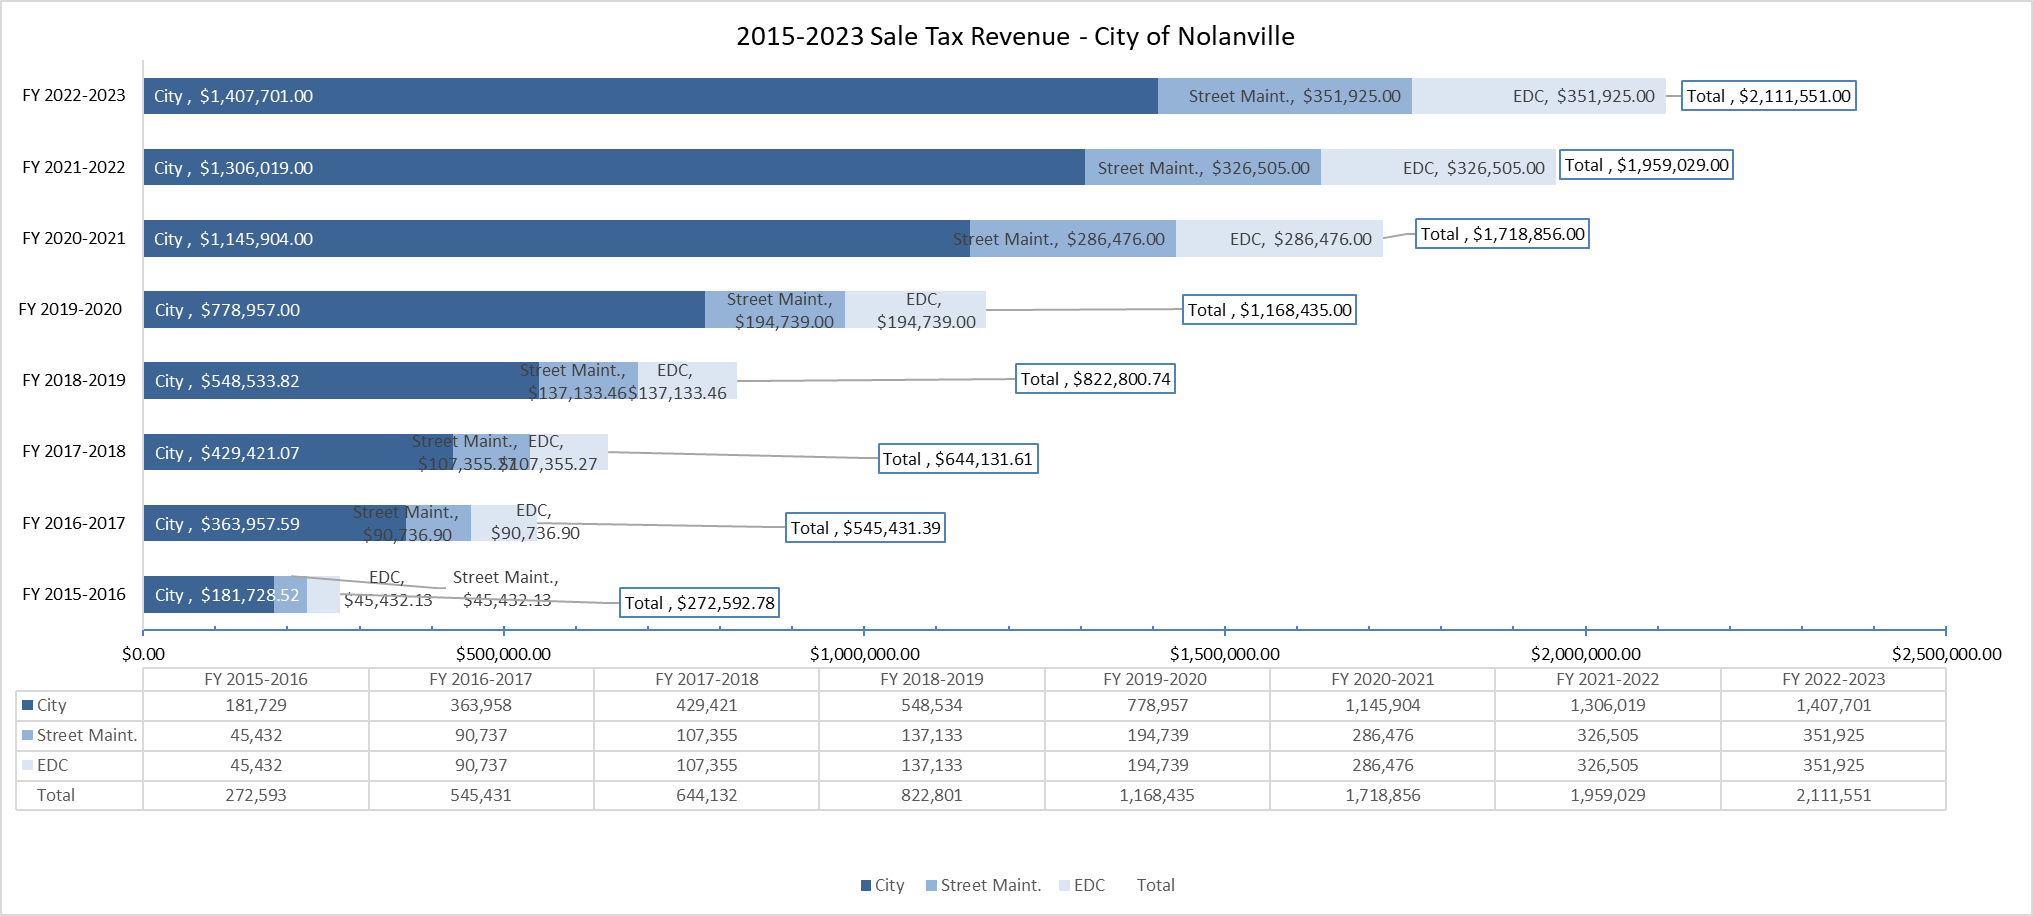 2015-2023 Sale Tax Revenue - City of Nolanville
FY 2022-2023 City , $1,407,701.00 Street Maint., $351,925.00 EDC, $351,925.00 Total , $2,111,551.00
FY 2021-2022 City , $1,306,019.00 Street Maint., $326,505.00 EDC, $326,505.00 Total , $1,959,029.00
FY 2020-2021 City , $1,145,904.00 Street Maint., $286,476.00 EDC, $286,476.00 Total , $1,718,856.00
FY 2019-2020 City , $778,957.00 Street Maint., $194,739.00 EDC, $194,739.00 Total , $1,168,435.00
FY 2018-2019 City , $548,533.82 Street Maint., $137,133.46 EDC, $137,133.46 Total , $822,800.74
FY 2017-2018 City , $429,421.07 Street Maint., $107,355.27 EDC, $107,355.27 Total , $644,131.61
FY 2016-2017 City , $363,957.59 Street Maint., $90,736.90 EDC, $90,736.90 Total , $545,431.39
FY 2015-2016 City , $181,728.52 EDC, $45,432.13 Street Maint., $45,432.13 Total , $272,592.78
$0.00 $500,000.00 $1,000,000.00 $1,500,000.00 $2,000,000.00 $2,500,000.00
FY 2015-2016 FY 2016-2017 FY 2017-2018 FY 2018-2019 FY 2019-2020 FY 2020-2021 FY 2021-2022 FY 2022-2023
City 181,729 363,958 429,421 548,534 778,957 1,145,904 1,306,019 1,407,701
Street Maint. 45,432 90,737 107,355 137,133 194,739 286,476 326,505 351,925
EDC 45,432 90,737 107,355 137,133 194,739 286,476 326,505 351,925
Total 272,593 545,431 644,132 822,801 1,168,435 1,718,856 1,959,029 2,111,551
City Street Maint. EDC Total